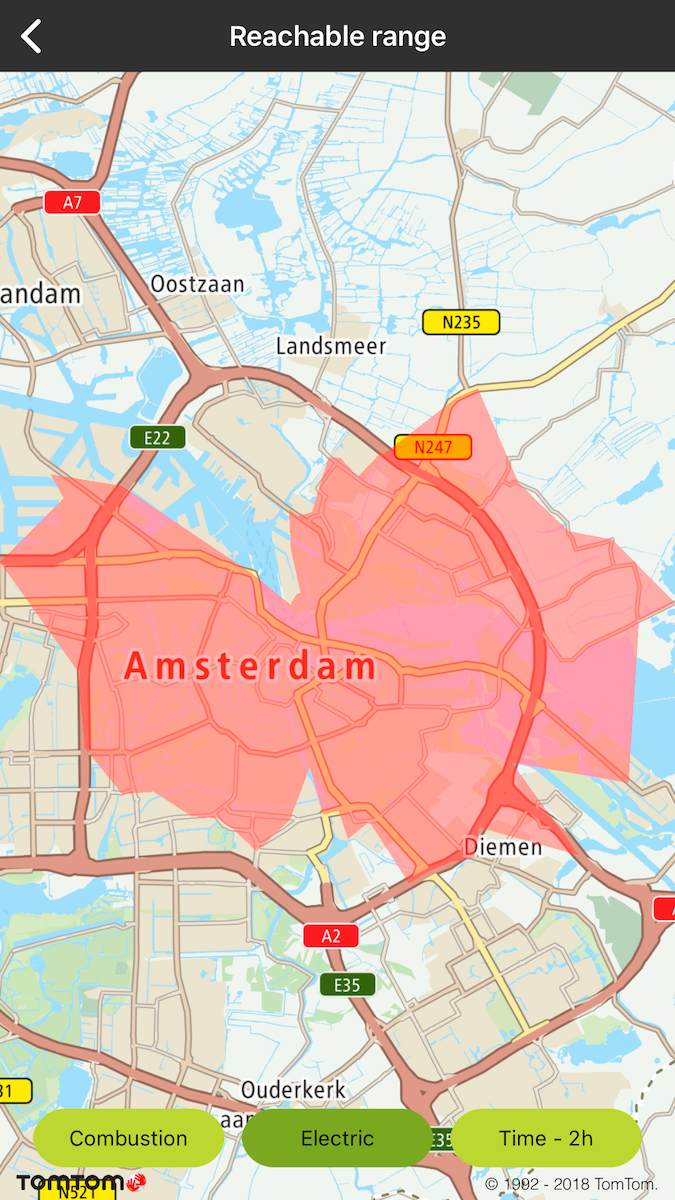 Reachable range
A7
Oostzaan
andam
N235
Landsmeer
E22
N247
Amsterdam
Diemen
A2
E35
31
Ouderkerk
aan
Combustion
Electric
E35
Time - 2h
TOMTOM
N521
© 1992 - 2018 TomTom.